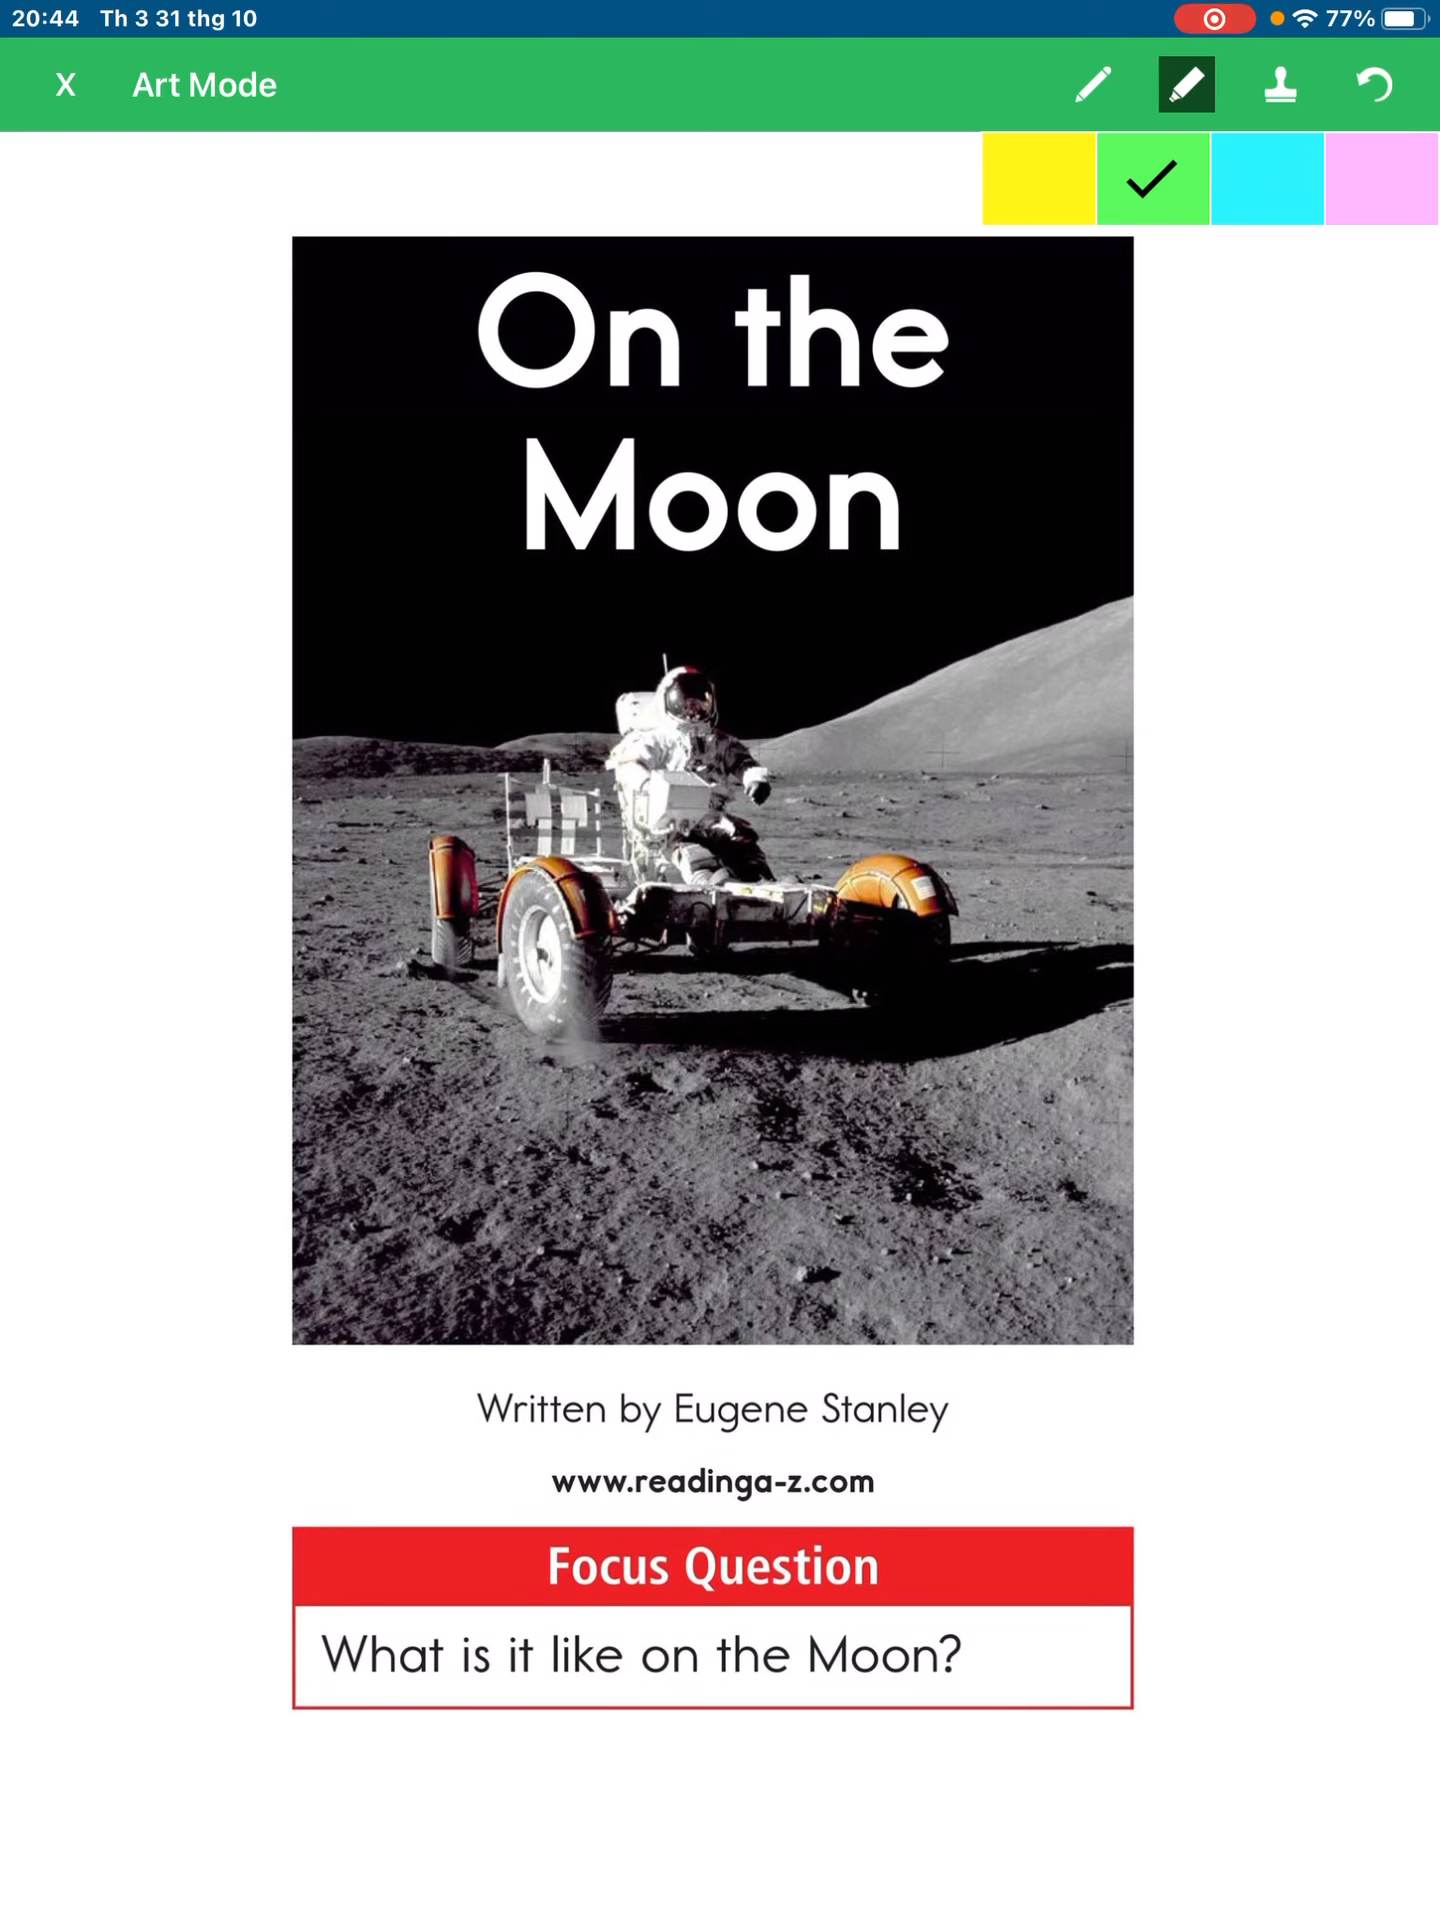 20:44 Th 3 31 thg 10 77%
X Art Mode
On the
Moon
Written by Eugene Stanley
www.readinga-z.com
Focus Question
What is it like on the Moon?